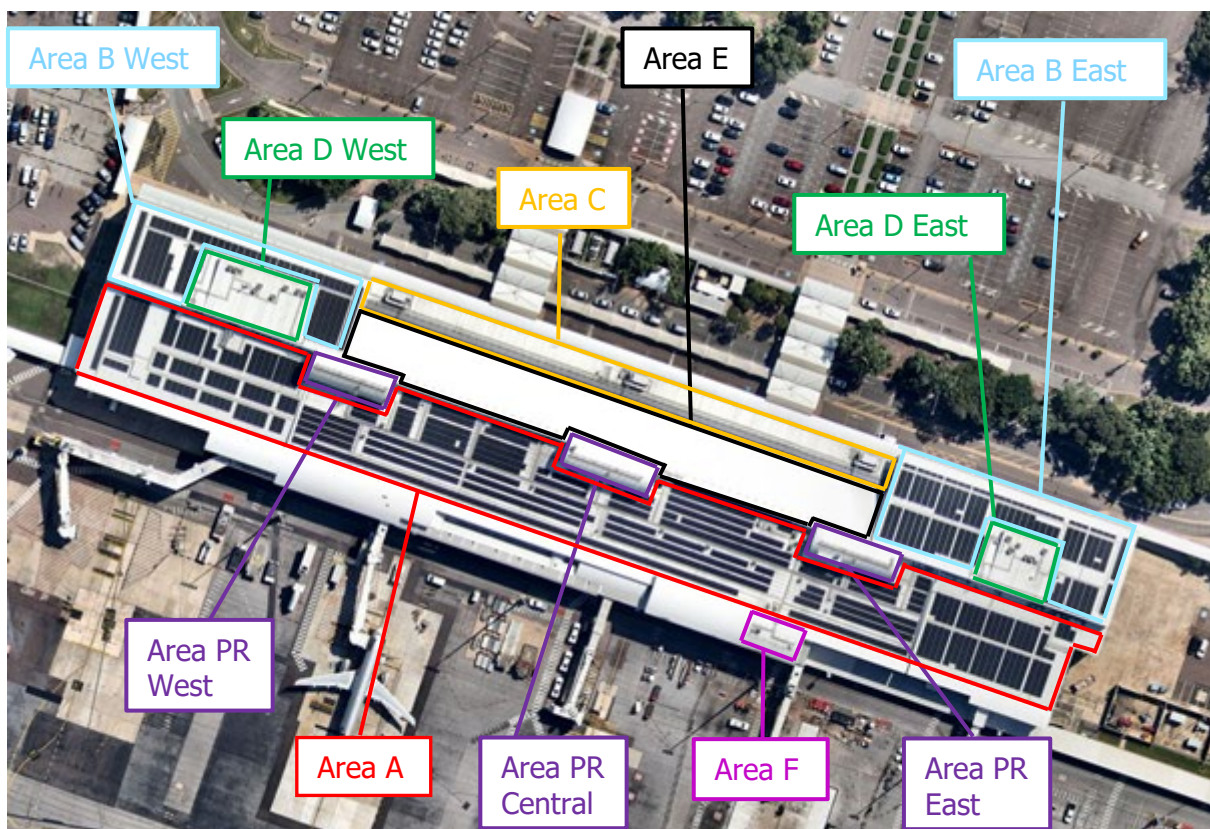 Area B West
Area E
Area B East
Area D West
Area C
Area D East
Area PR
West
Area A
Area PR
Central
Area F
Area PR
East